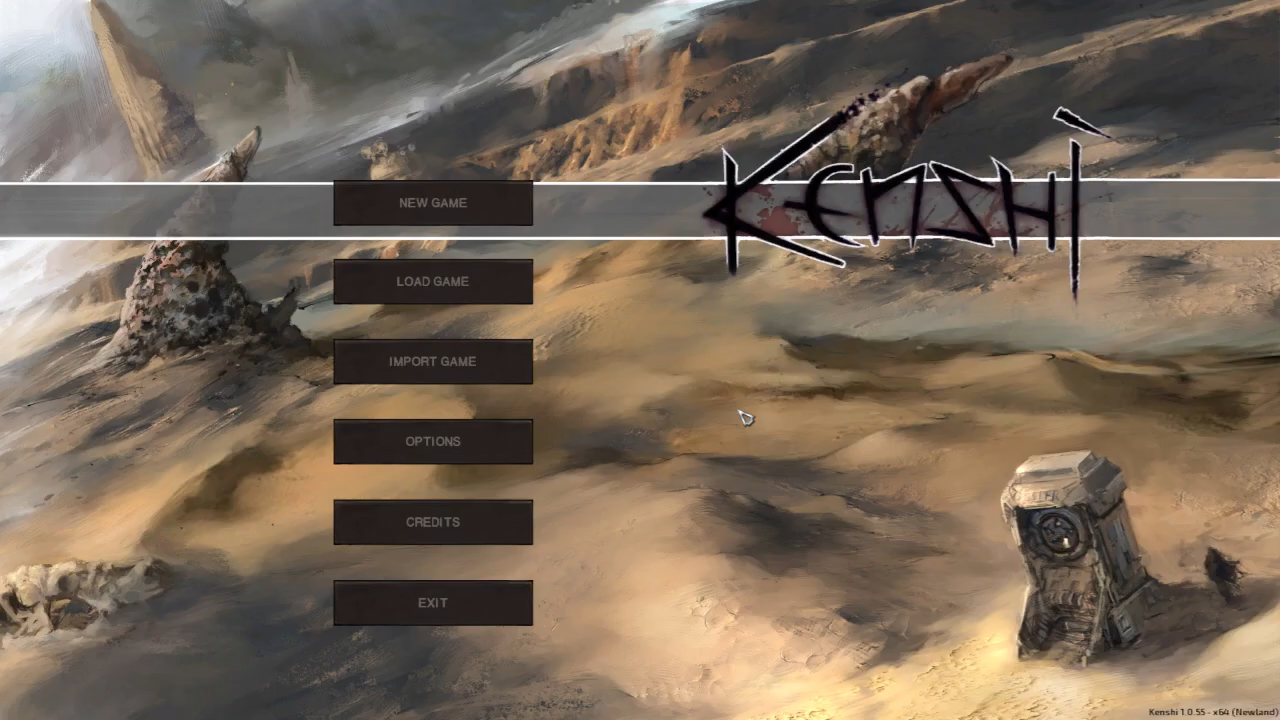 Kenshi
NEW GAME
LOAD GAME
IMPORT GAME
OPTIONS
CREDITS
EXIT
Kenshi 1.0.55 - x64 (Newland)